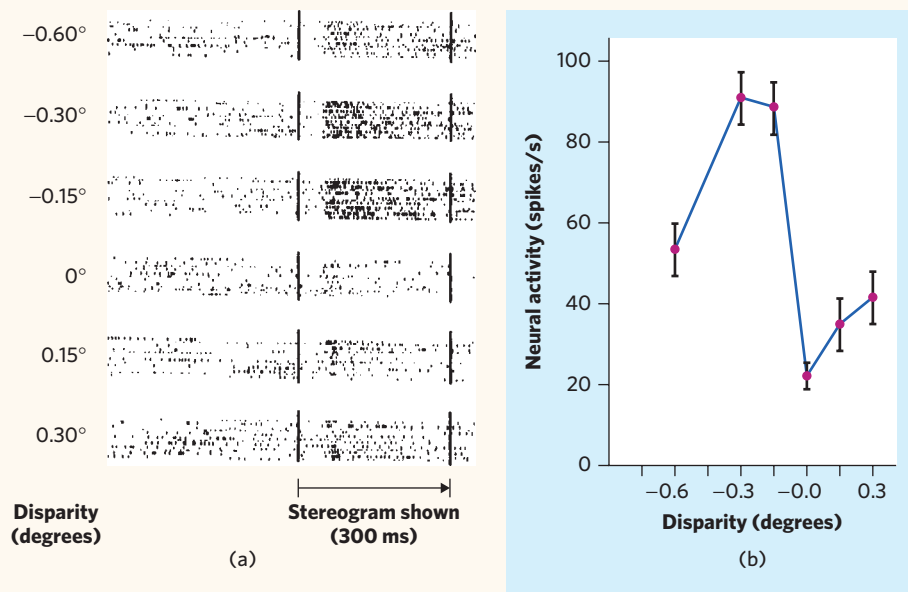 −0.60°
−0.30°
−0.15°
0°
0.15°
0.30°
Disparity
(degrees)
Stereogram shown
(300 ms)
(a)
Neural activity (spikes/s)
100
80
60
40
20
0
−0.6
−0.3
−0.0
0.3
Disparity (degrees)
(b)